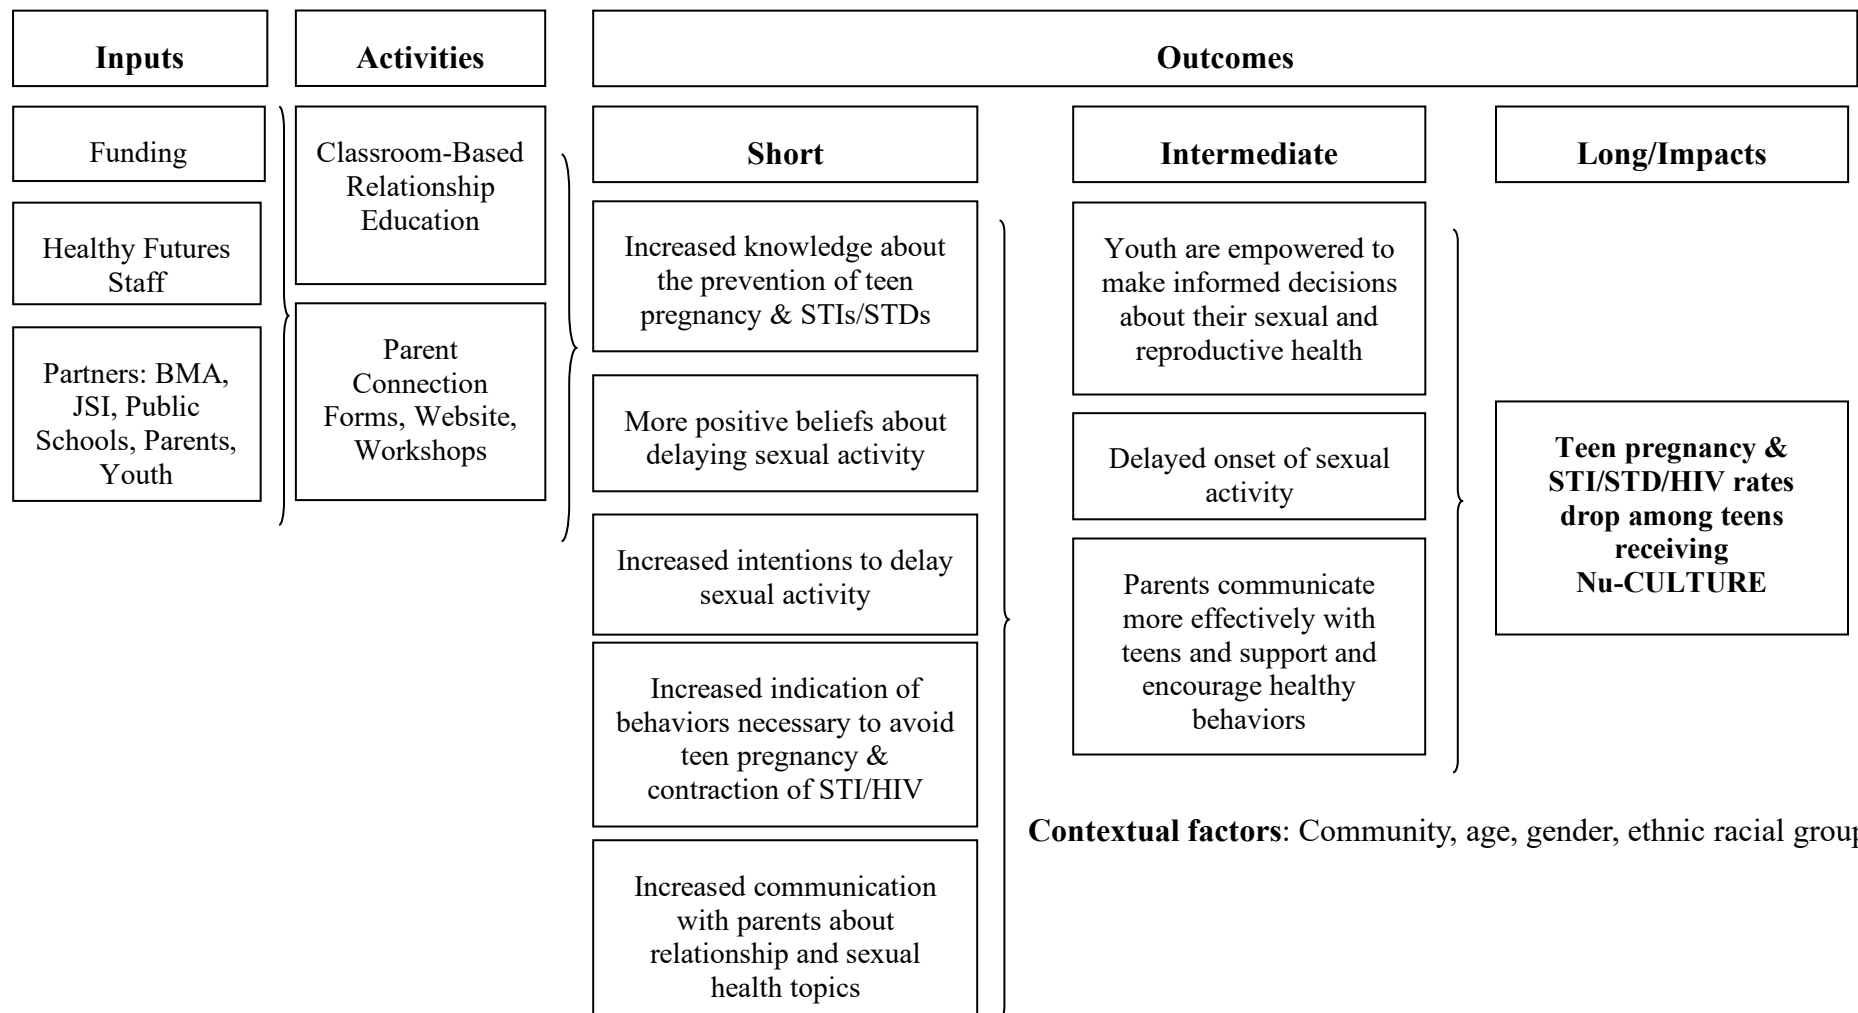 Inputs
Activities
Outcomes
Funding
Healthy Futures
Staff
Partners: BMA,
JSI, Public
Schools, Parents,
Youth
Classroom-Based
Relationship
Education
Parent
Connection
Forms, Website,
Workshops
Short
Increased knowledge about
the prevention of teen
pregnancy & STIs/STDs
More positive beliefs about
delaying sexual activity
Increased intentions to delay
sexual activity
Increased indication of
behaviors necessary to avoid
teen pregnancy &
contraction of STI/HIV
Increased communication
with parents about
relationship and sexual
health topics
Intermediate
Youth are empowered to
make informed decisions
about their sexual and
reproductive health
Delayed onset of sexual
activity
Parents communicate
more effectively with
teens and support and
encourage healthy
behaviors
Long/Impacts
Teen pregnancy &
STI/STD/HIV rates
drop among teens
receiving
Nu-CULTURE
Contextual factors: Community, age, gender, ethnic racial group